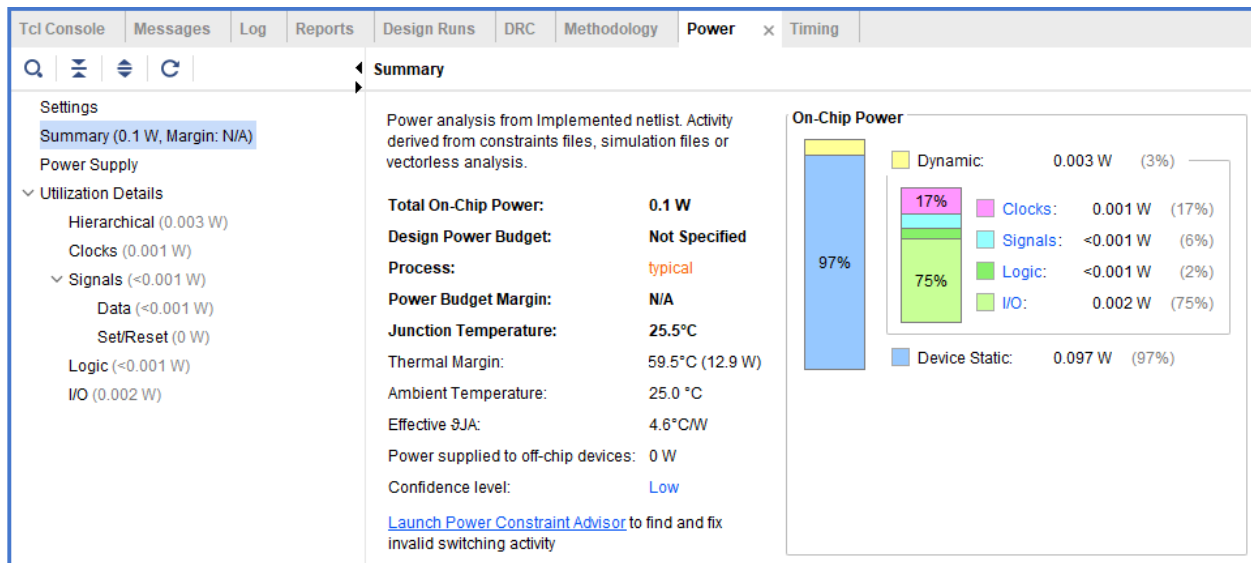 Tcl Console Messages Log Reports Design Runs DRC Methodology Power × Timing
Summary
Settings
Summary (0.1 W, Margin: N/A)
Power Supply
Utilization Details
Hierarchical (0.003 W)
Clocks (0.001 W)
Signals (<0.001 W)
Data (<0.001 W)
Set/Reset (0 W)
Logic (<0.001 W)
I/O (0.002 W)
Power analysis from Implemented netlist. Activity
derived from constraints files, simulation files or
vectorless analysis.
Total On-Chip Power: 0.1 W
Design Power Budget: Not Specified
Process: typical
Power Budget Margin: N/A
Junction Temperature: 25.5°C
Thermal Margin: 59.5°C (12.9 W)
Ambient Temperature: 25.0 °C
Effective ϑJA: 4.6°C/W
Power supplied to off-chip devices: 0 W
Confidence level: Low
Launch Power Constraint Advisor to find and fix
invalid switching activity
On-Chip Power
97%
Dynamic: 0.003 W (3%)
17%
75%
Clocks: 0.001 W (17%)
Signals: <0.001 W (6%)
Logic: <0.001 W (2%)
I/O: 0.002 W (75%)
Device Static: 0.097 W (97%)